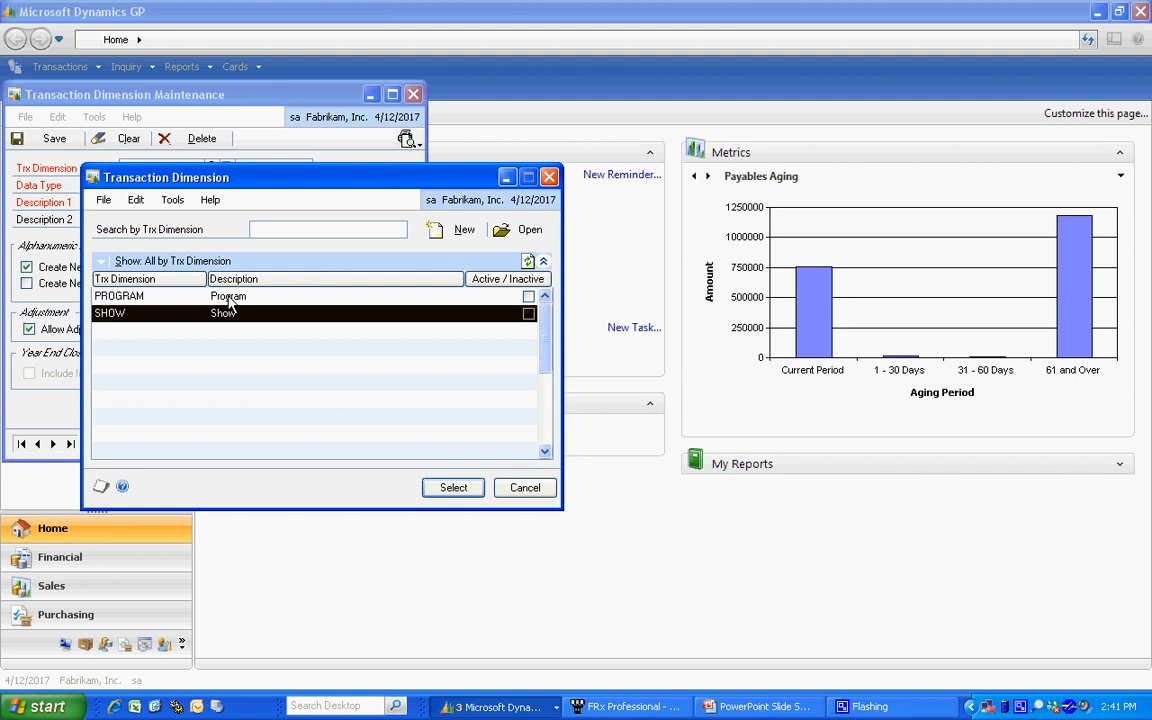 Microsoft Dynamics GP
Home
Transactions Inquiry Reports Cards
Customize this page...
Transaction Dimension Maintenance
File Edit Tools Help
sa Fabrikam, Inc. 4/12/2017
Save Clear Delete
Trx Dimension
Data Type
Description 1
Description 2
Alphanumeric
Create Ne
Create Ne
Adjustment
Allow Adj
Year End Clo
Include I
Transaction Dimension
File Edit Tools Help
sa Fabrikam, Inc. 4/12/2017
Search by Trx Dimension
New Open
Show: All by Trx Dimension
Trx Dimension Description Active / Inactive
PROGRAM Program
SHOW Show
Select Cancel
New Reminder...
New Task...
Metrics
Payables Aging
1250000
1000000
750000
500000
250000
0
Amount
Current Period 1 - 30 Days 31 - 60 Days 61 and Over
Aging Period
My Reports
Home
Financial
Sales
Purchasing
4/12/2017 Fabrikam, Inc. sa
start
Search Desktop
3 Microsoft Dyna...
FRx Professional - ...
PowerPoint Slide S...
Flashing
2:41 PM